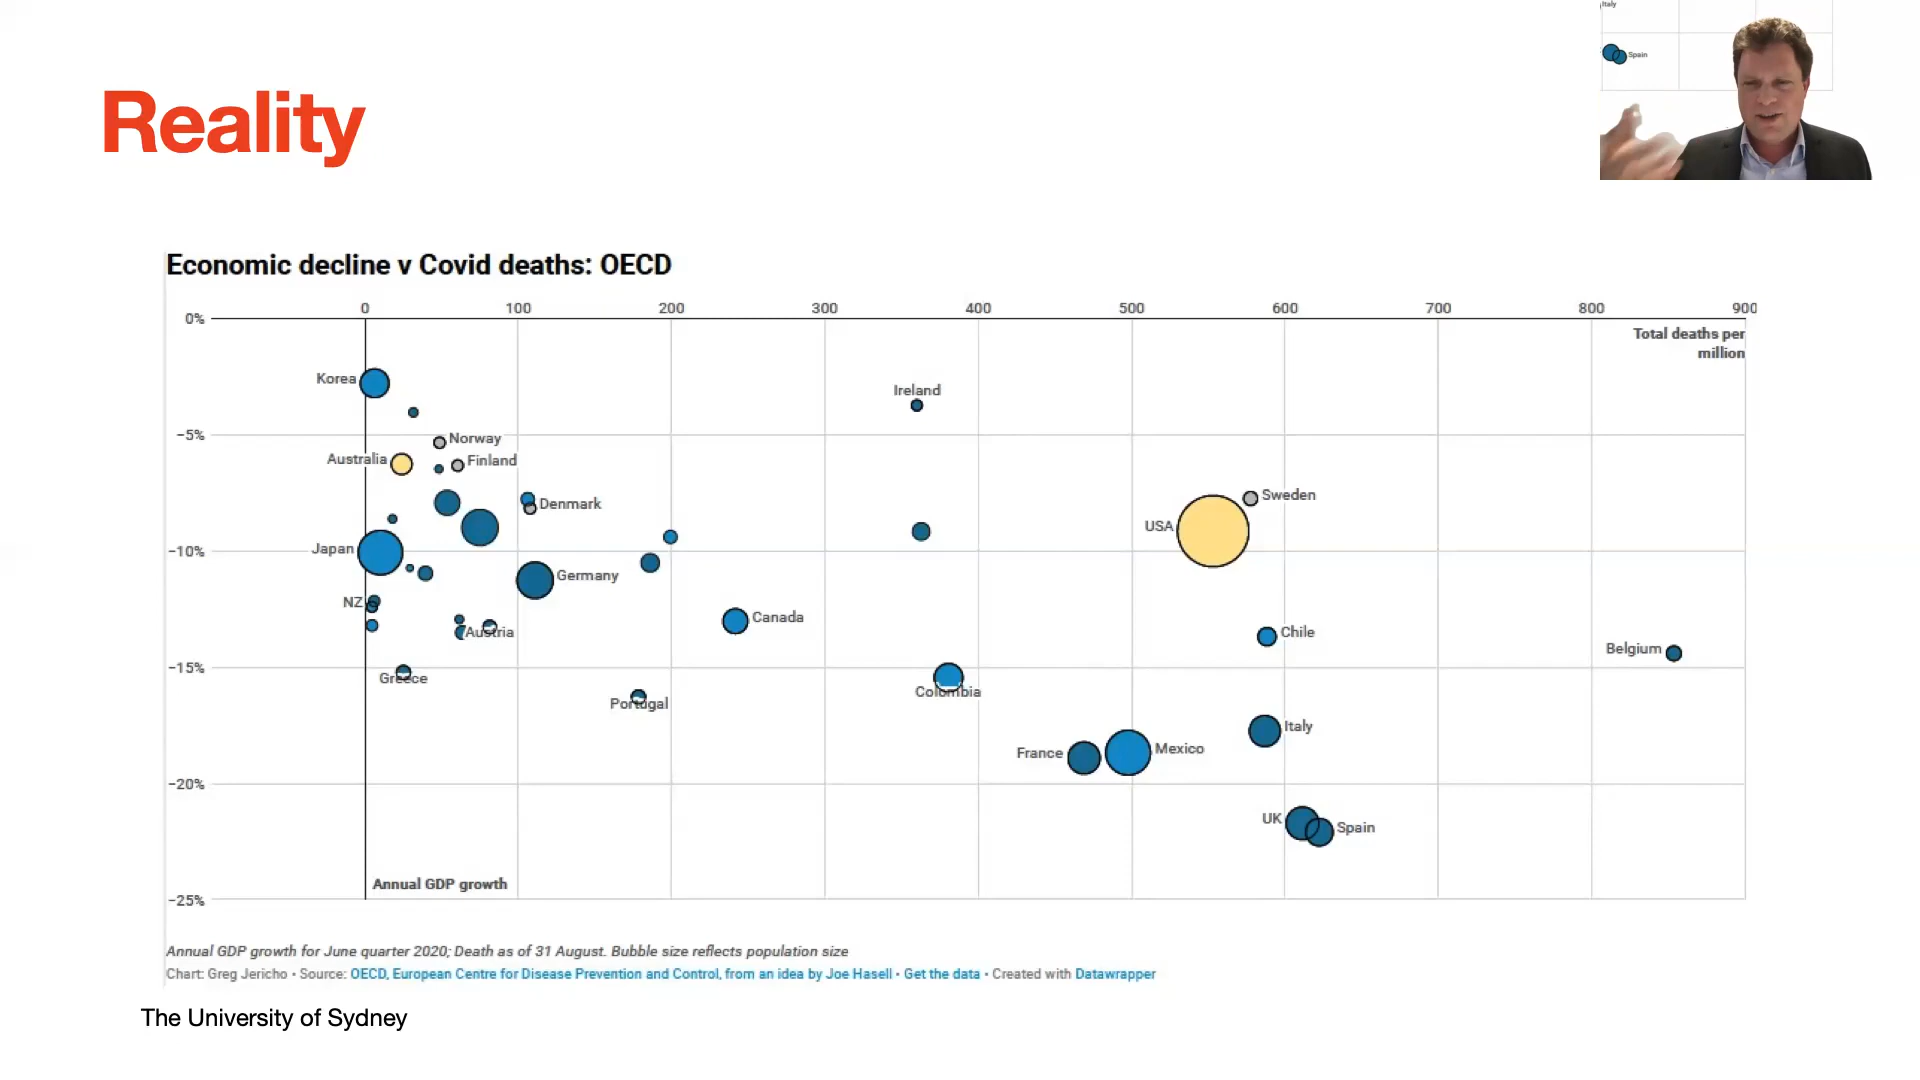 Reality
Italy
Spain
Economic decline v Covid deaths: OECD
0 100 200 300 400 500 600 700 800 900
0%
Total deaths per
million
Korea
Ireland
−5%
Norway
Australia
Finland
Sweden
Denmark
USA
Japan
−10%
Germany
NZ
Canada
Austria
Chile
Belgium
−15%
Greece
Colombia
Portugal
Italy
France
Mexico
−20%
UK
Spain
Annual GDP growth
−25%
Annual GDP growth for June quarter 2020; Death as of 31 August. Bubble size reflects population size
Chart: Greg Jericho • Source: OECD, European Centre for Disease Prevention and Control, from an idea by Joe Hasell • Get the data • Created with Datawrapper
The University of Sydney